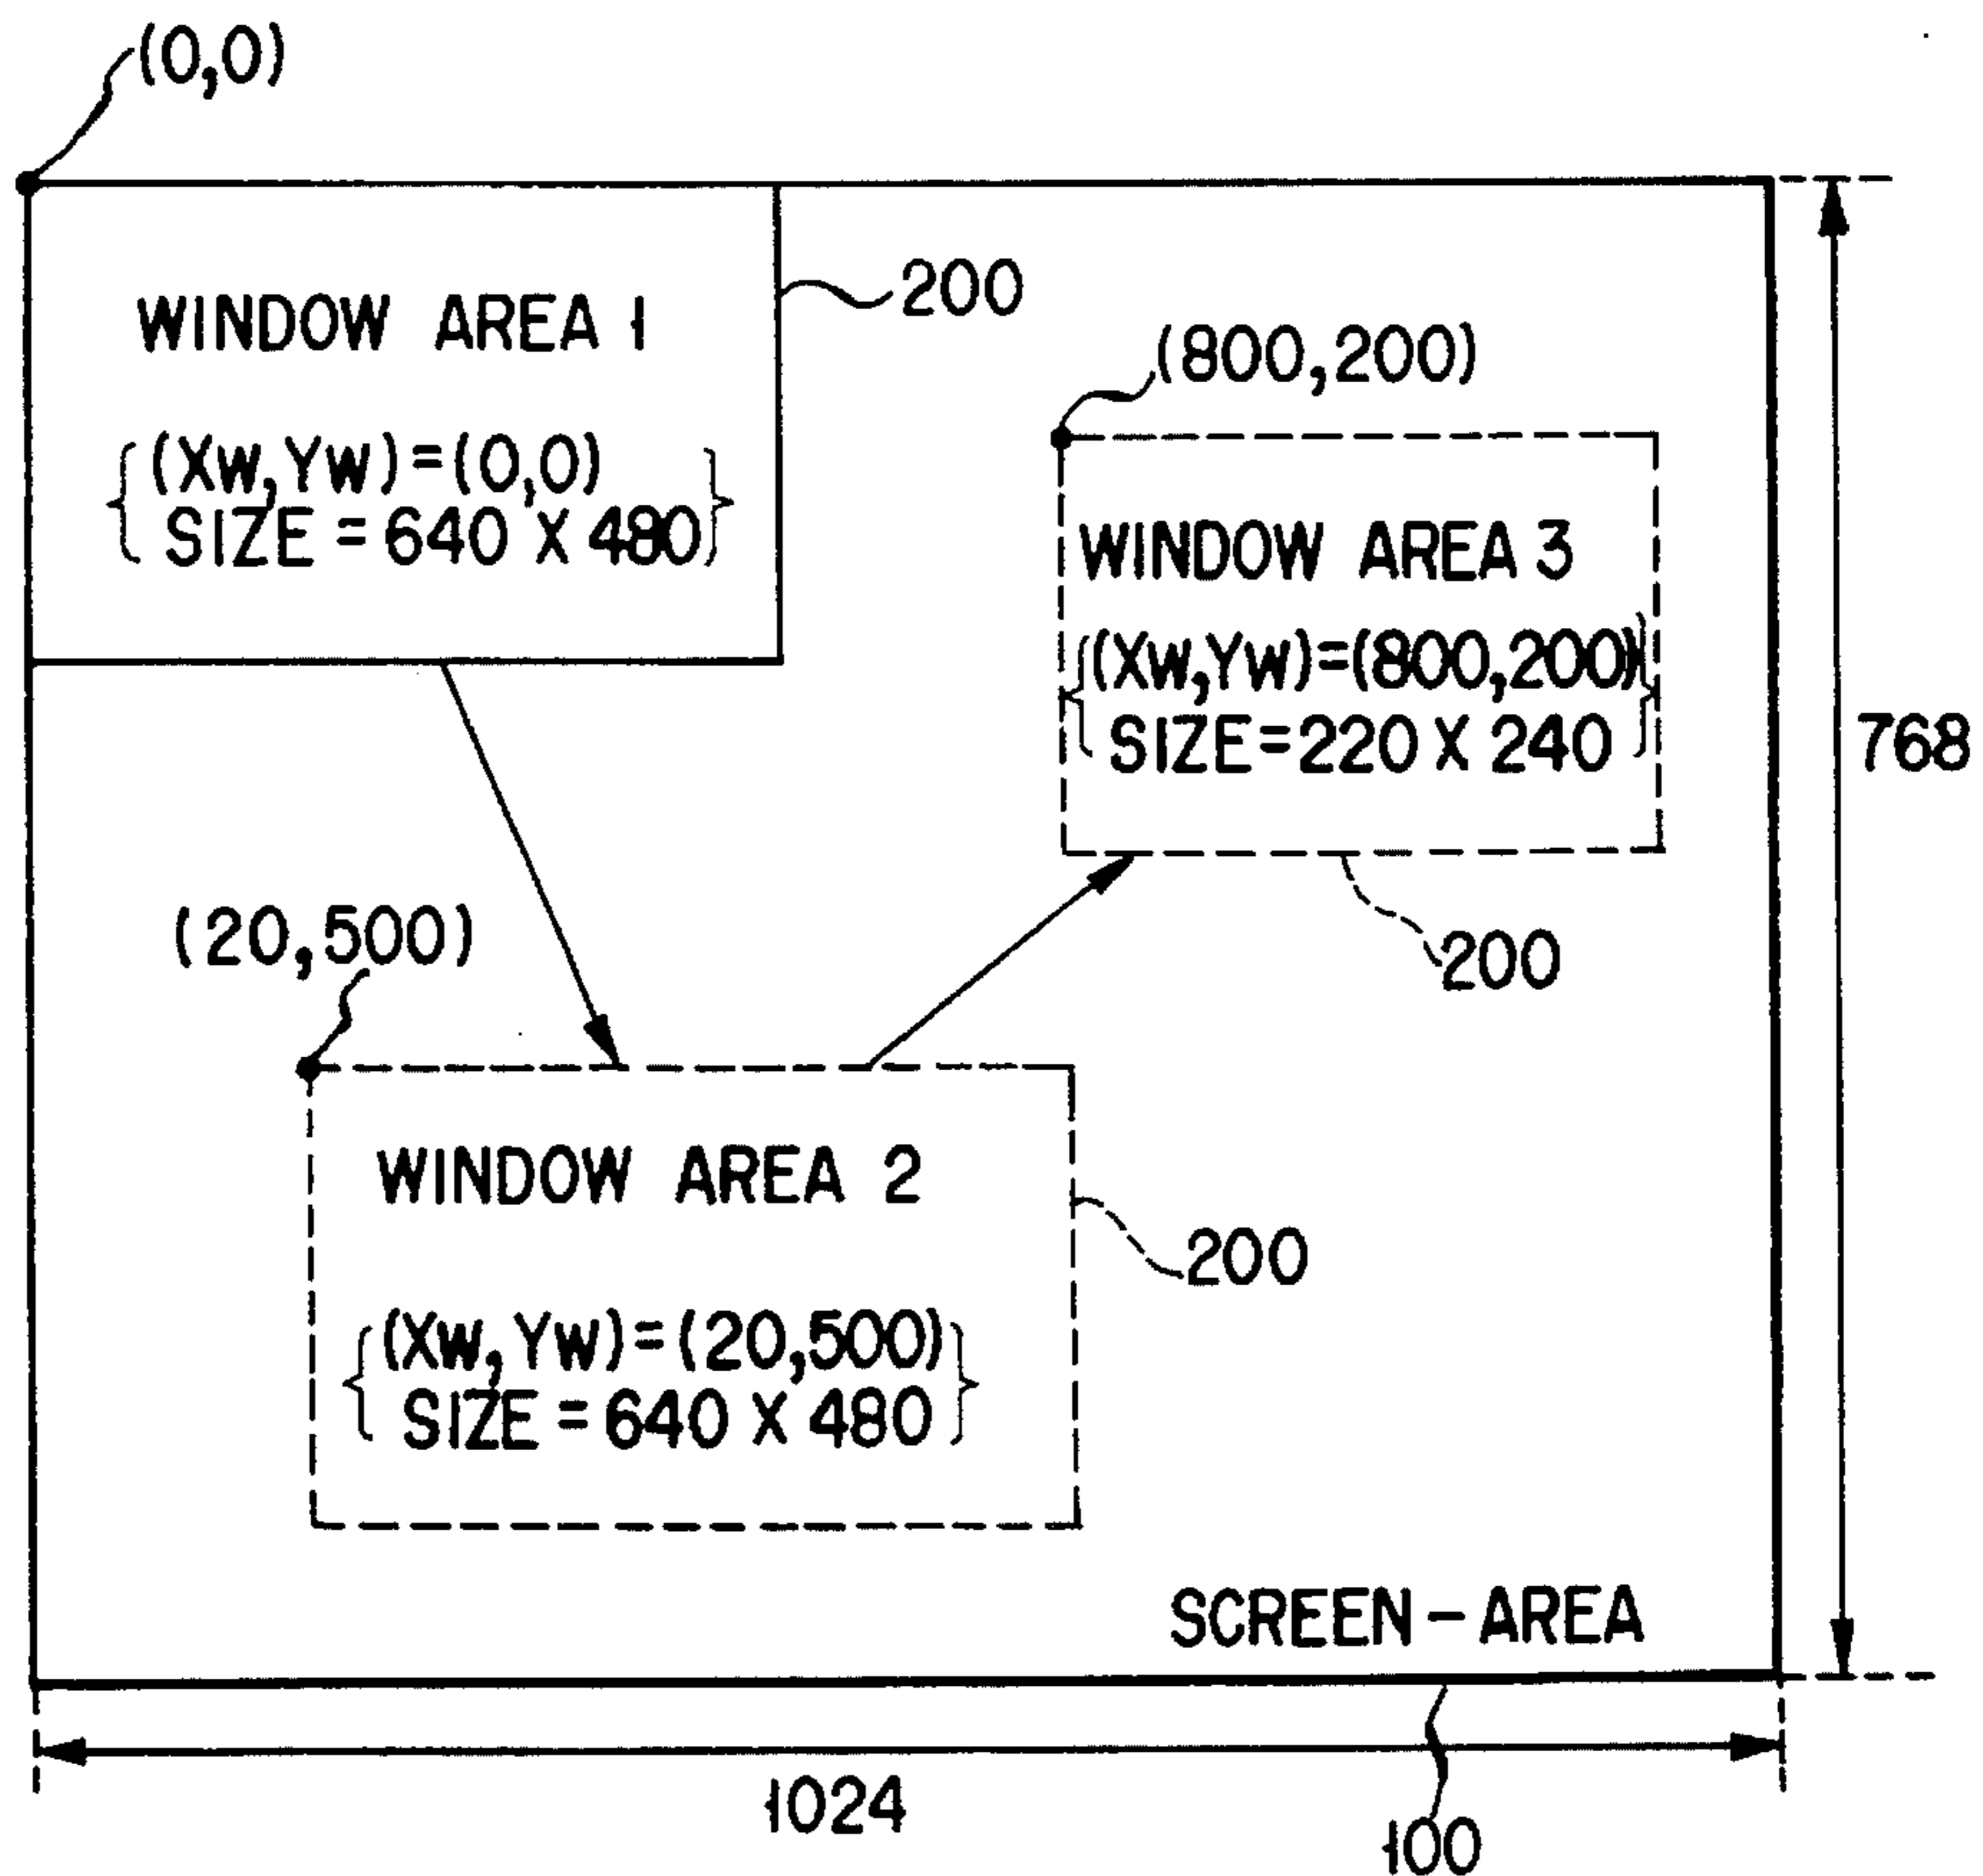 (0,0)
WINDOW AREA 1
200
(XW,YW)=(0,0)
SIZE=640 X 480
(800,200)
WINDOW AREA 3
(XW,YW)=(800,200)
SIZE=220 X 240
768
200
(20,500)
WINDOW AREA 2
200
(XW,YW)=(20,500)
SIZE=640 X 480
SCREEN-AREA
1024
100